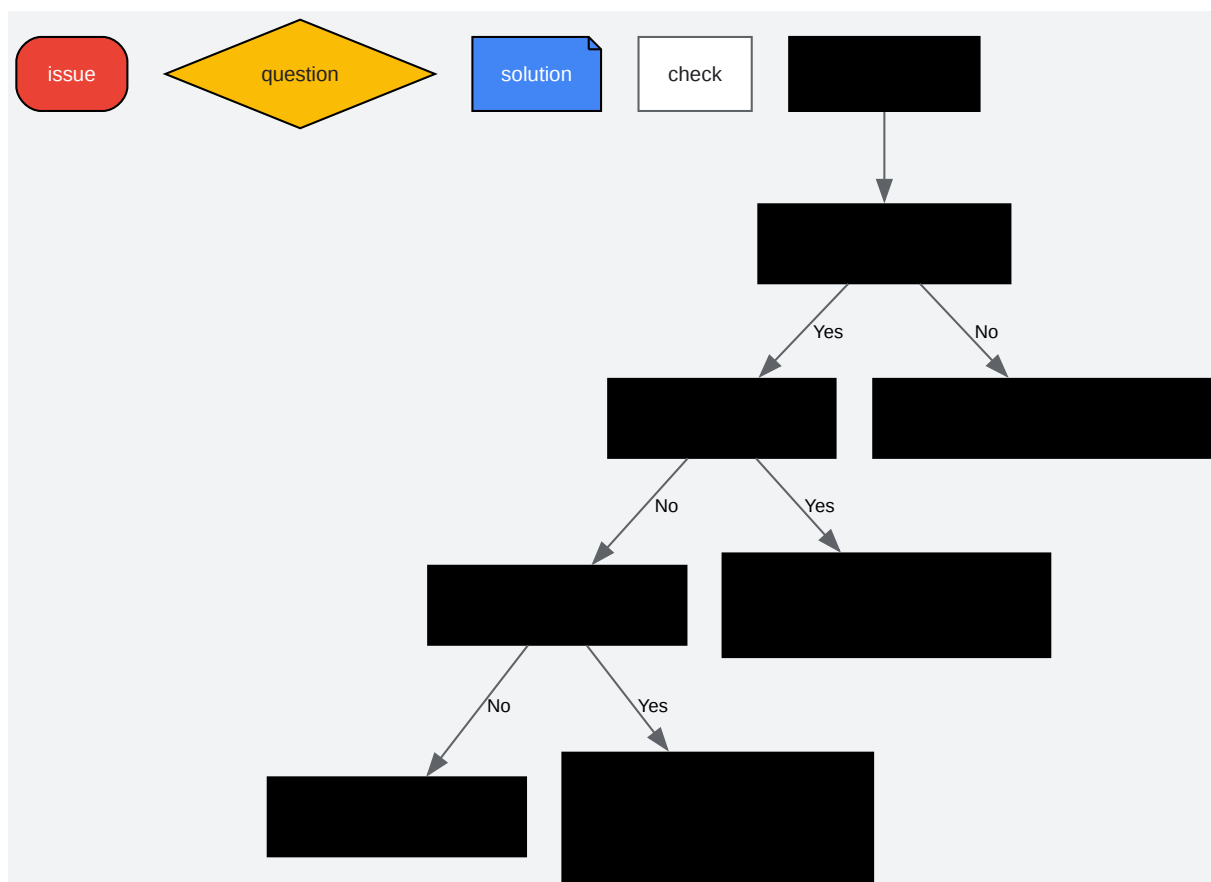 issue
question
solution
check
Yes
No
No
Yes
No
Yes